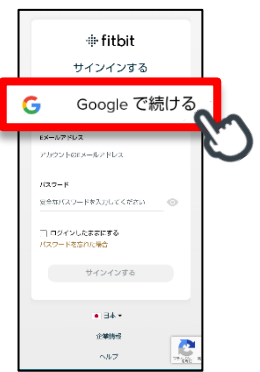 fitbit
サインインする
Google で続ける
Eメールアドレス
アカウントのEメールアドレス
パスワード
安全なパスワードを入力してください
ログインしたままにする
パスワードを忘れた場合
サインインする
日本
企業情報
ヘルプ